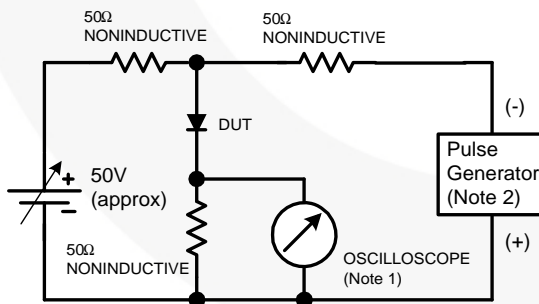 50Ω
NONINDUCTIVE
50Ω
NONINDUCTIVE
DUT
(-)
Pulse
Generator
(Note 2)
(+)
+
50V
(approx)
−
50Ω
NONINDUCTIVE
OSCILLOSCOPE
(Note 1)